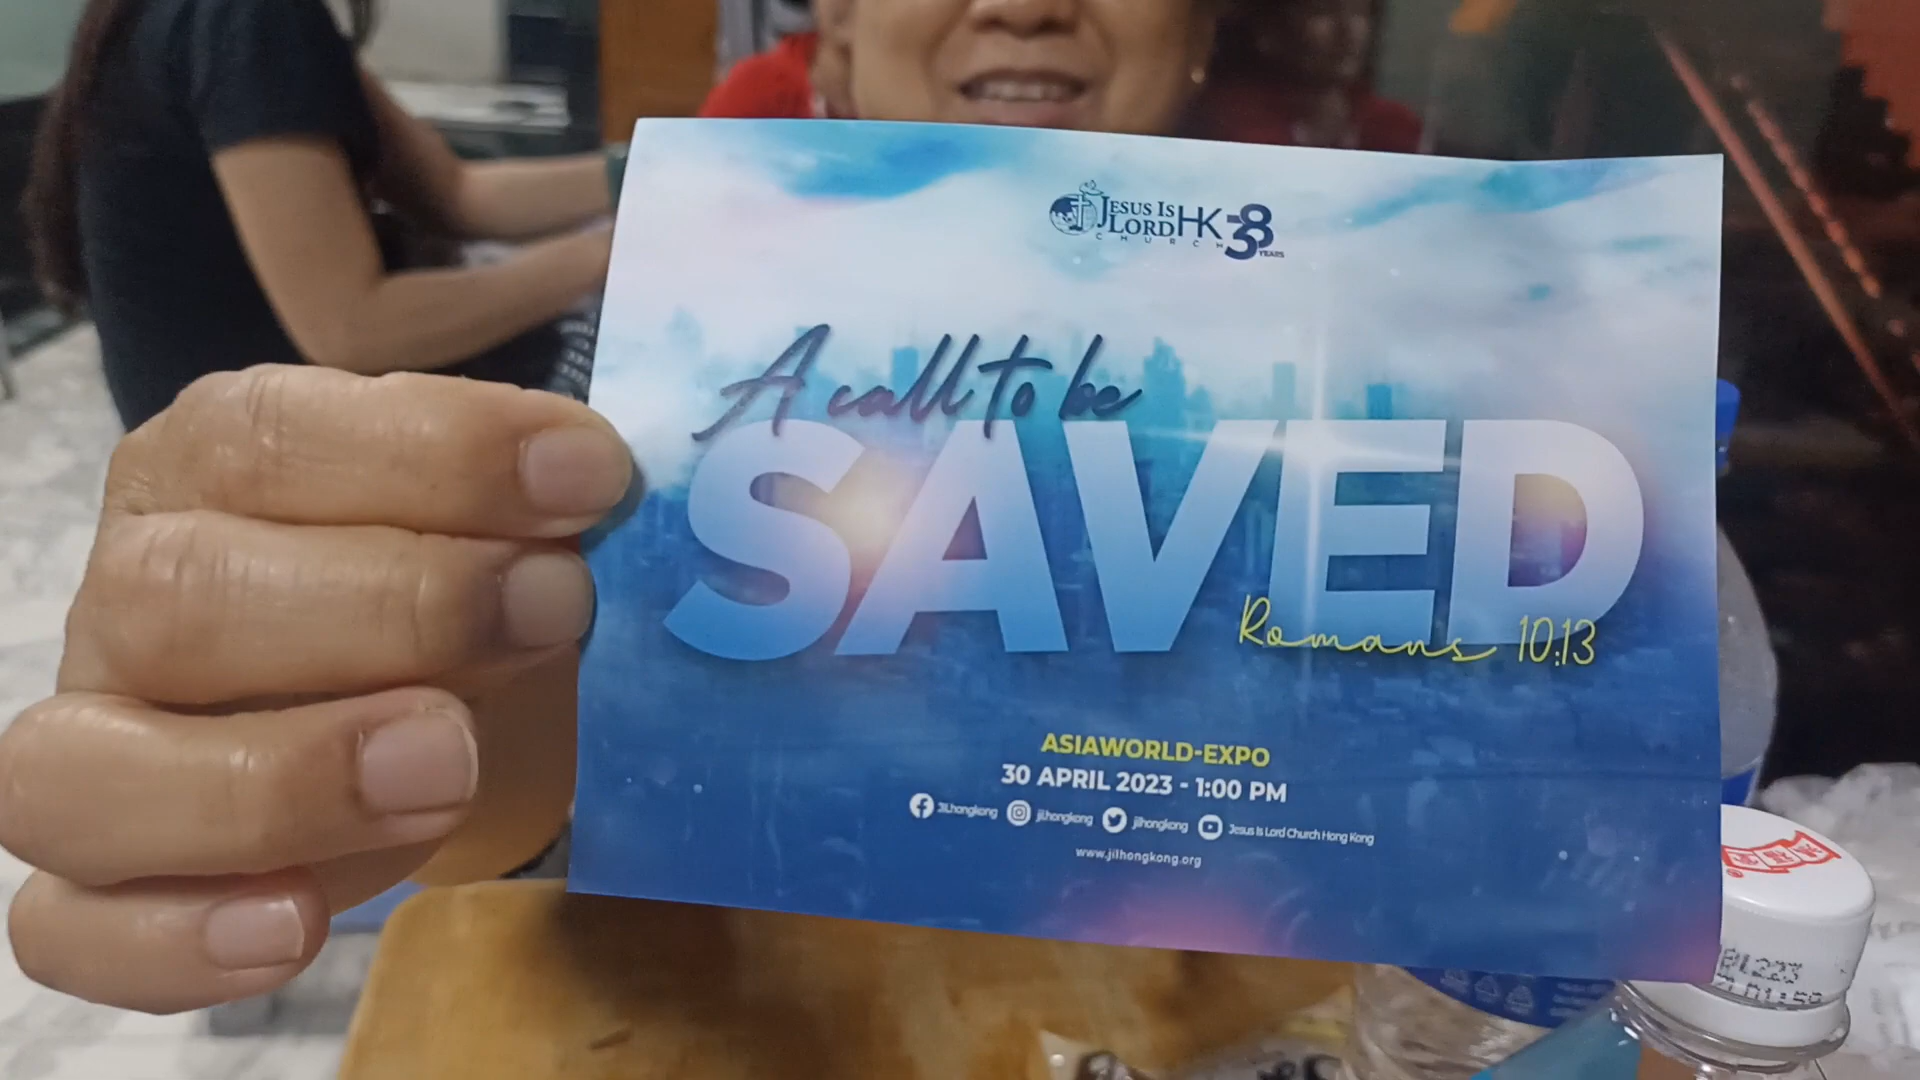 JESUS IS
LORD
CHURCH
HK
38
YEARS
A call to be
SAVED
Romans 10:13
ASIAWORLD-EXPO
30 APRIL 2023 - 1:00 PM
JILhongkong jilhongkong jilhongkong Jesus Is Lord Church Hong Kong
www.jilhongkong.org